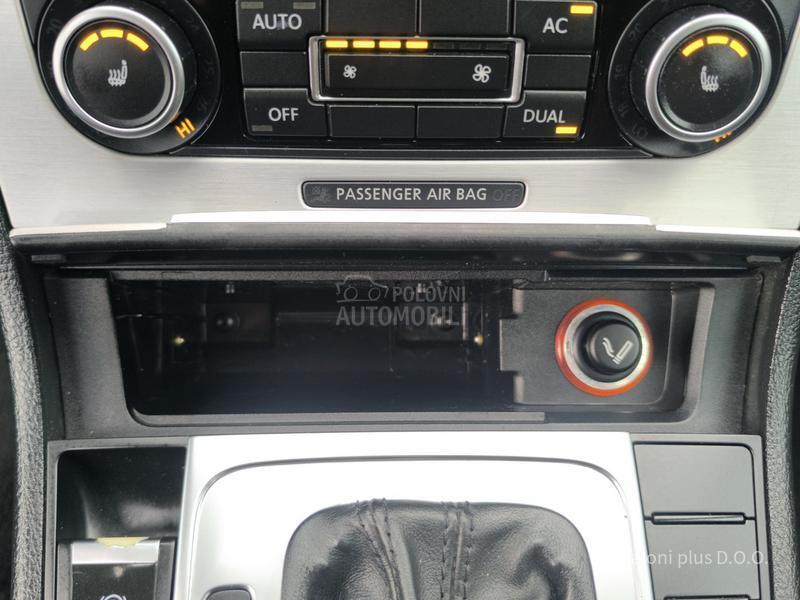 AUTO
AC
OFF
DUAL
HI
PASSENGER AIR BAG OFF
POLOVNI
AUTOMOBILI
oni plus D.O.O.